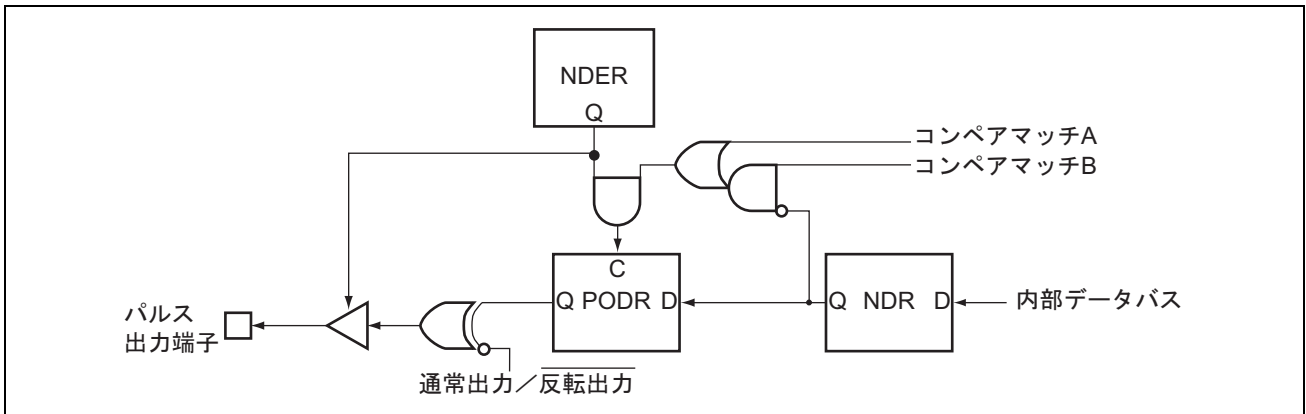 NDER
Q
コンペアマッチA
コンペアマッチB
C
Q PODR D
Q NDR D
内部データバス
パルス
出力端子
通常出力／反転出力